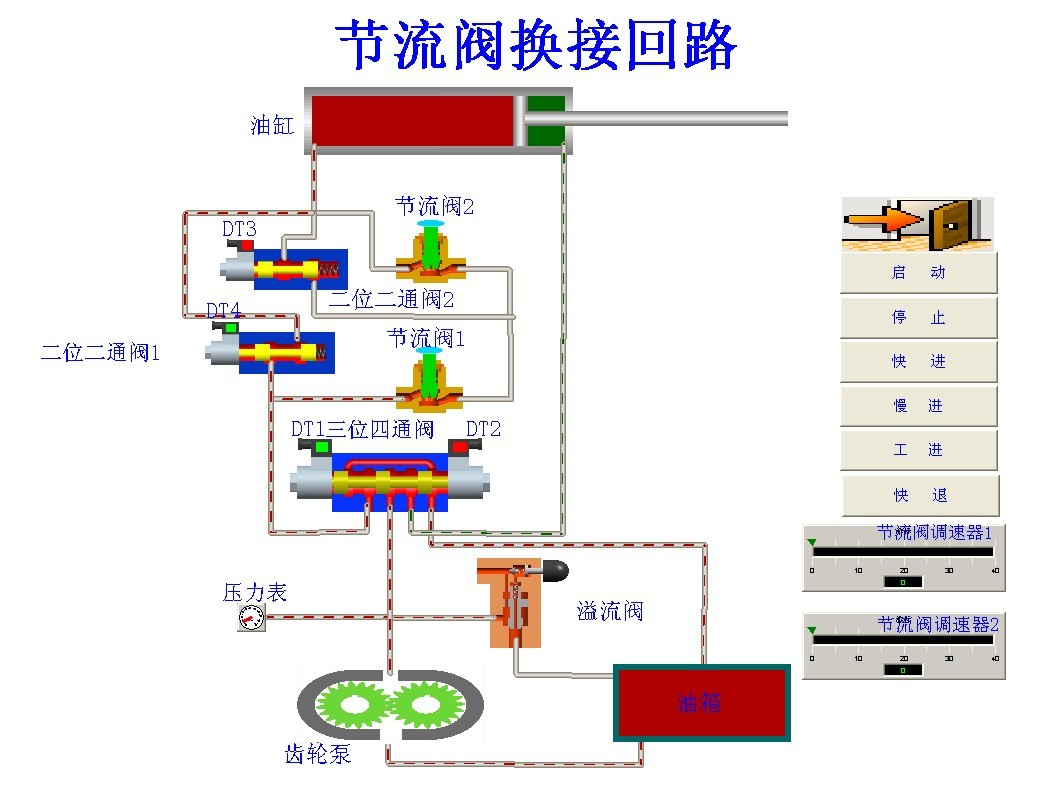 节流阀换接回路
油缸
节流阀2
DT3
二位二通阀2
DT4
节流阀1
二位二通阀1
DT1三位四通阀
DT2
压力表
溢流阀
油箱
齿轮泵
启 动
停 止
快 进
慢 进
工 进
快 退
节流阀调速器1
0 10 20 30 40
0
节流阀调速器2
0 10 20 30 40
0